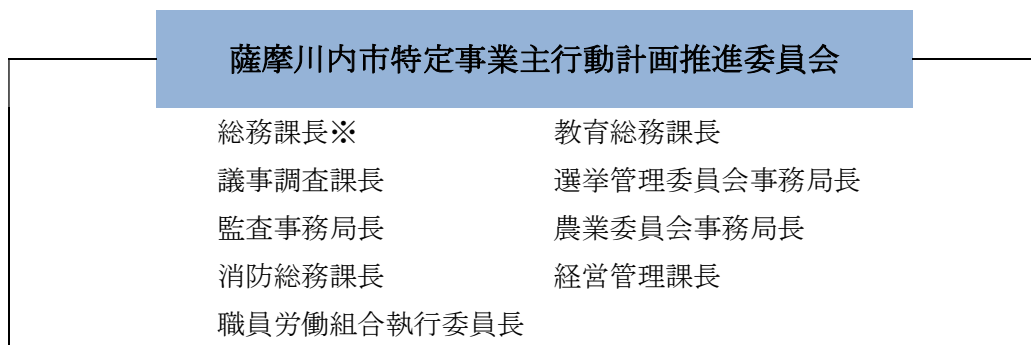 薩摩川内市特定事業主行動計画推進委員会
総務課長※ 教育総務課長
議事調査課長 選挙管理委員会事務局長
監査事務局長 農業委員会事務局長
消防総務課長 経営管理課長
職員労働組合執行委員長